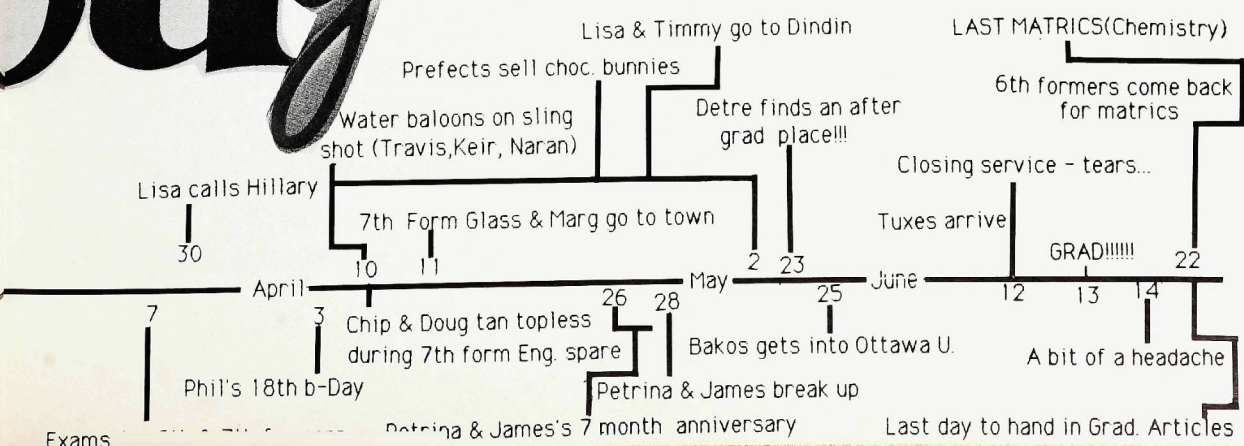 Lisa & Timmy go to Dindin
LAST MATRICS(Chemistry)
Prefects sell choc. bunnies
6th formers come back
for matrics
Water baloons on sling
shot (Travis,Keir, Naran)
Detre finds an after
grad place!!!
Closing service - tears...
Lisa calls Hillary
7th Form Glass & Marg go to town
Tuxes arrive
GRAD!!!!!!
30
10
11
2
23
22
April
May
June
7
3
26
28
25
12
13
14
Chip & Doug tan topless
during 7th form Eng. spare
Bakos gets into Ottawa U.
A bit of a headache
Phil's 18th b-Day
Petrina & James break up
Petrina & James's 7 month anniversary
Last day to hand in Grad. Articles
Exams